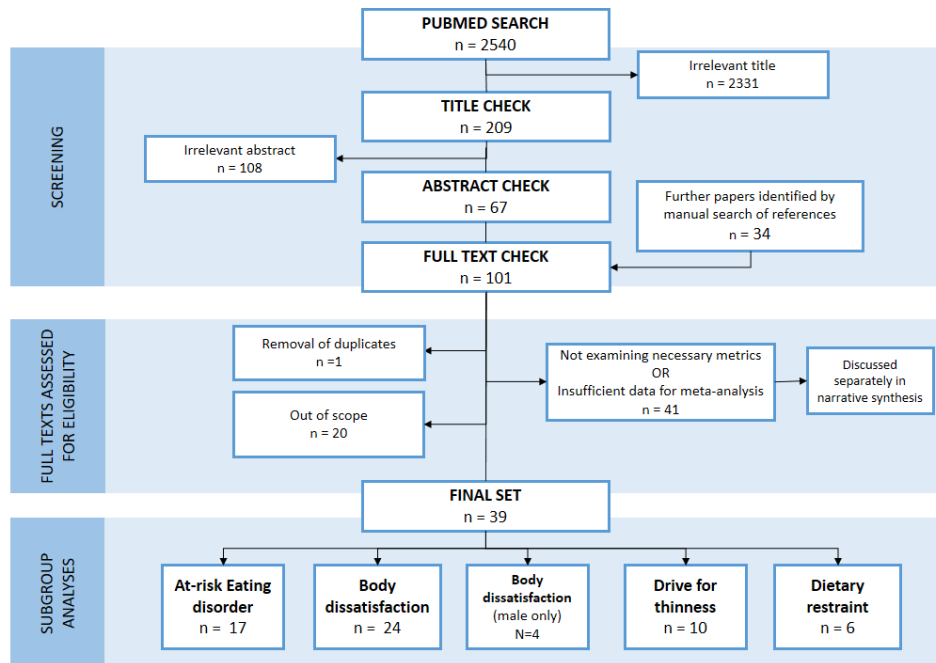 PUBMED SEARCH
n = 2540
Irrelevant title
n = 2331
SCREENING
TITLE CHECK
n = 209
Irrelevant abstract
n = 108
ABSTRACT CHECK
n = 67
Further papers identified by
manual search of references
n = 34
FULL TEXT CHECK
n = 101
FULL TEXTS ASSESSED
FOR ELIGIBILITY
Removal of duplicates
n =1
Not examining necessary metrics
OR
Insufficient data for meta-analysis
n = 41
Discussed
separately in
narrative synthesis
Out of scope
n = 20
FINAL SET
n = 39
SUBGROUP
ANALYSES
At-risk Eating
disorder
n = 17
Body
dissatisfaction
n = 24
Body
dissatisfaction
(male only)
N=4
Drive for
thinness
n = 10
Dietary
restraint
n = 6